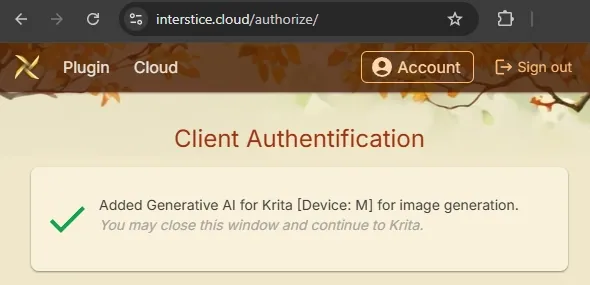 interstice.cloud/authorize/
Plugin Cloud Account Sign out
Client Authentification
Added Generative AI for Krita [Device: M] for image generation.
You may close this window and continue to Krita.